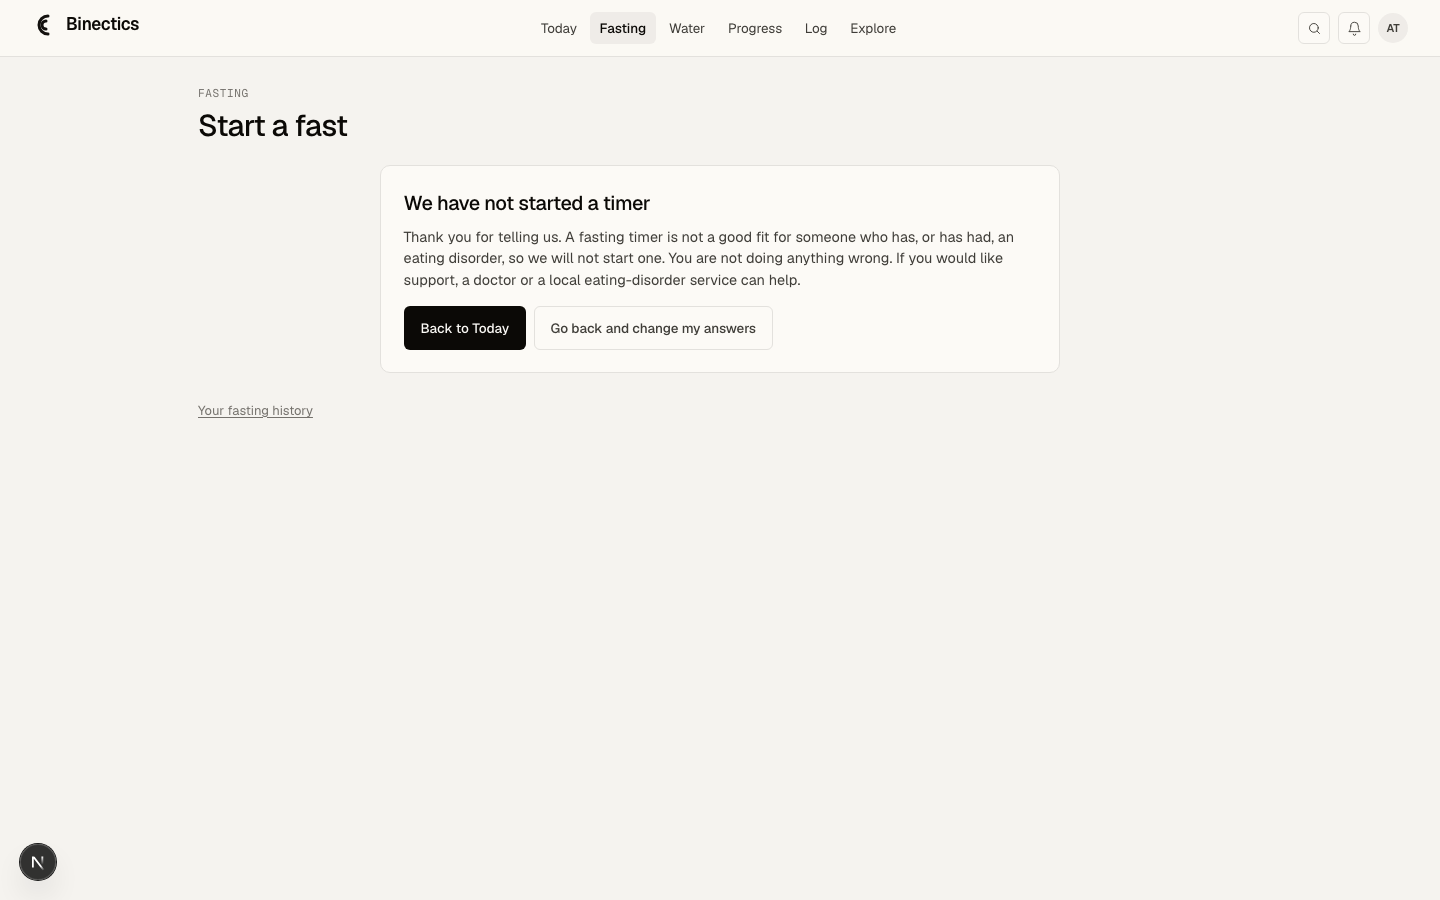 Binectics
Today
Fasting
Water
Progress
Log
Explore
AT
FASTING
Start a fast
We have not started a timer
Thank you for telling us. A fasting timer is not a good fit for someone who has, or has had, an
eating disorder, so we will not start one. You are not doing anything wrong. If you would like
support, a doctor or a local eating-disorder service can help.
Back to Today
Go back and change my answers
Your fasting history
N